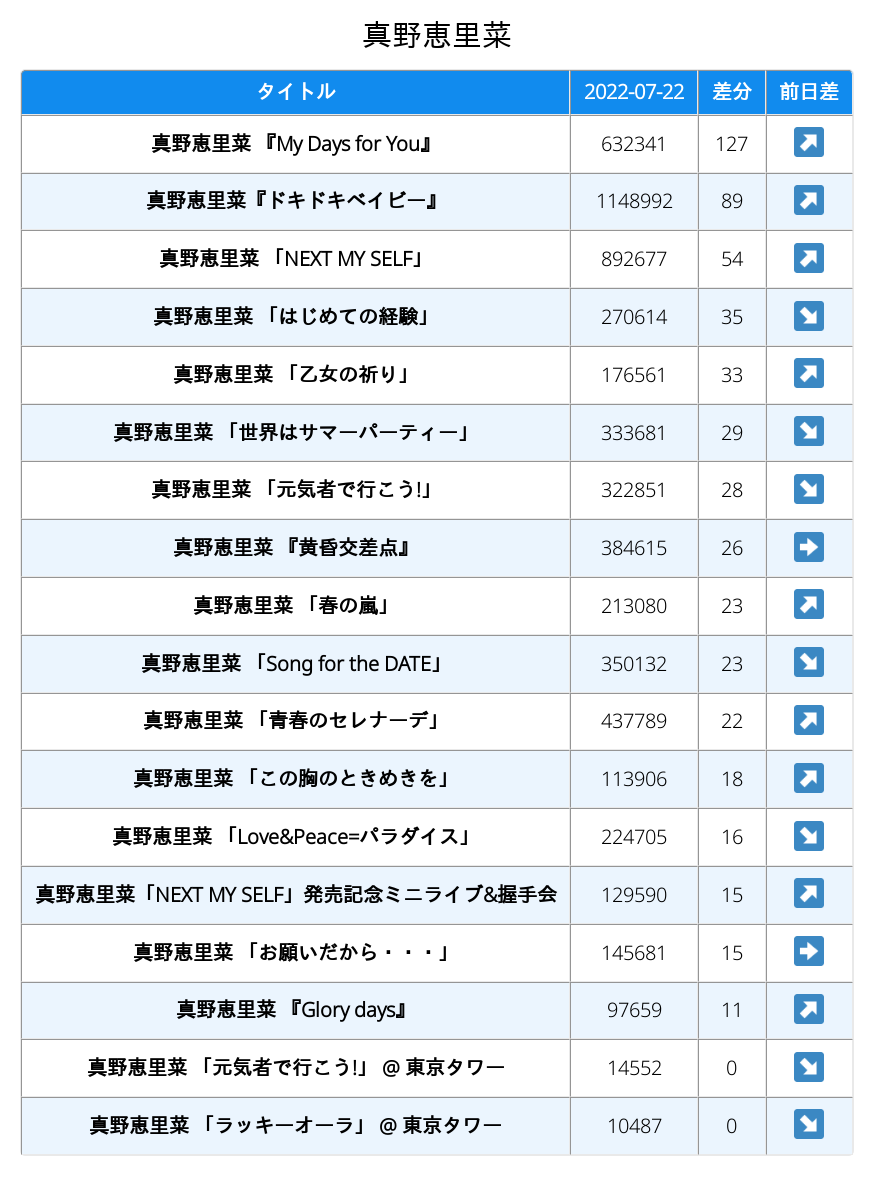 真野恵里菜
タイトル 2022-07-22 差分 前日差
真野恵里菜 『My Days for You』 632341 127 ↗
真野恵里菜『ドキドキベイビー』 1148992 89 ↗
真野恵里菜 「NEXT MY SELF」 892677 54 ↗
真野恵里菜 「はじめての経験」 270614 35 ↘
真野恵里菜 「乙女の祈り」 176561 33 ↗
真野恵里菜 「世界はサマーパーティー」 333681 29 ↘
真野恵里菜 「元気者で行こう!」 322851 28 ↘
真野恵里菜 『黄昏交差点』 384615 26 ➡
真野恵里菜 「春の嵐」 213080 23 ↗
真野恵里菜 「Song for the DATE」 350132 23 ↘
真野恵里菜 「青春のセレナーデ」 437789 22 ↗
真野恵里菜 「この胸のときめきを」 113906 18 ↗
真野恵里菜 「Love&Peace=パラダイス」 224705 16 ↘
真野恵里菜「NEXT MY SELF」発売記念ミニライブ&握手会 129590 15 ↗
真野恵里菜 「お願いだから・・・」 145681 15 ➡
真野恵里菜 『Glory days』 97659 11 ↗
真野恵里菜 「元気者で行こう!」 @ 東京タワー 14552 0 ↘
真野恵里菜 「ラッキーオーラ」 @ 東京タワー 10487 0 ↘